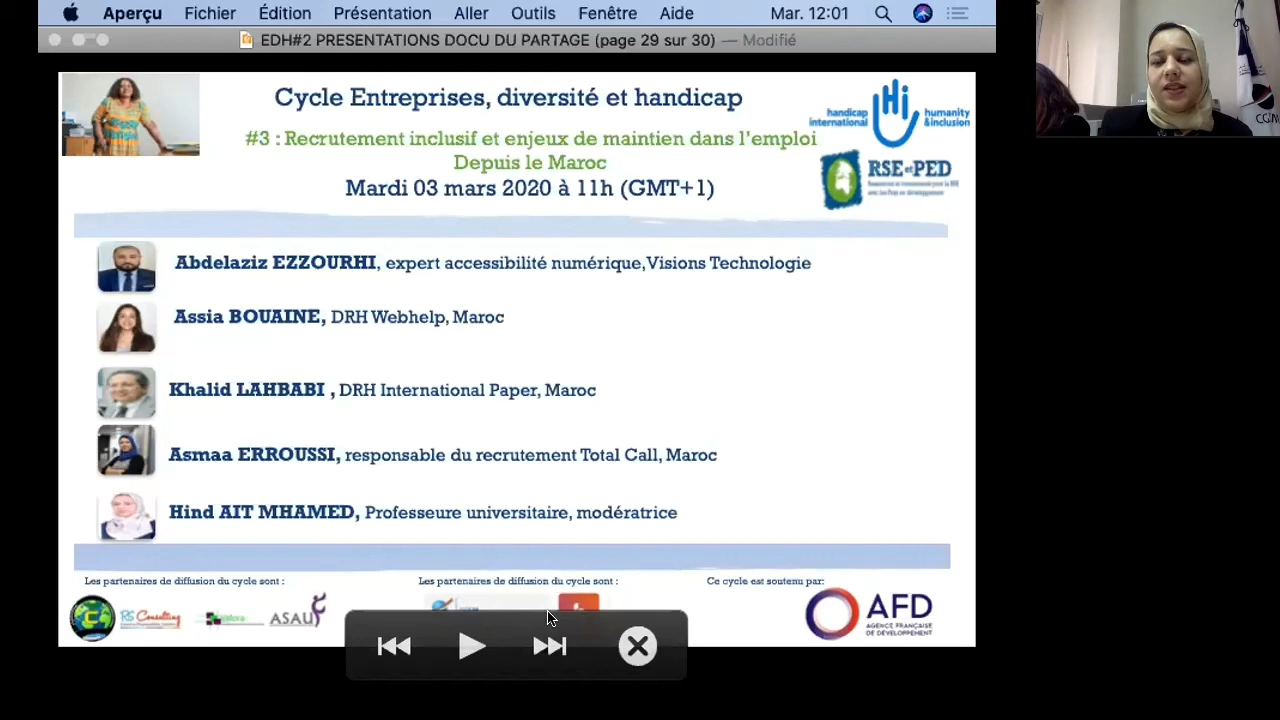 Aperçu Fichier Édition Présentation Aller Outils Fenêtre Aide Mar. 12:01
EDH#2 PRESENTATIONS DOCU DU PARTAGE (page 29 sur 30) — Modifié
Cycle Entreprises, diversité et handicap
#3 : Recrutement inclusif et enjeux de maintien dans l'emploi
Depuis le Maroc
Mardi 03 mars 2020 à 11h (GMT+1)
handicap international
humanity & inclusion
RSE et PED
Abdelaziz EZZOURHI, expert accessibilité numérique, Visions Technologie
Assia BOUAINE, DRH Webhelp, Maroc
Khalid LAHBABI , DRH International Paper, Maroc
Asmaa ERROUSSI, responsable du recrutement Total Call, Maroc
Hind AIT MHAMED, Professeure universitaire, modératrice
Les partenaires de diffusion du cycle sont :
Les partenaires de diffusion du cycle sont :
Ce cycle est soutenu par:
RS Consulting
ASAU
AFD
AGENCE FRANÇAISE
DE DÉVELOPPEMENT